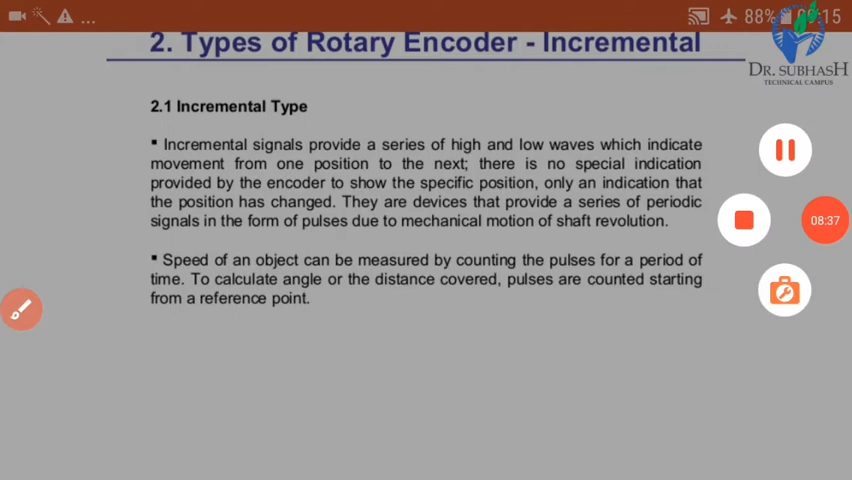 ... 88% 09:15
2. Types of Rotary Encoder - Incremental
DR. SUBHASH
TECHNICAL CAMPUS
2.1 Incremental Type
▪ Incremental signals provide a series of high and low waves which indicate
movement from one position to the next; there is no special indication
provided by the encoder to show the specific position, only an indication that
the position has changed. They are devices that provide a series of periodic
signals in the form of pulses due to mechanical motion of shaft revolution.
08:37
▪ Speed of an object can be measured by counting the pulses for a period of
time. To calculate angle or the distance covered, pulses are counted starting
from a reference point.